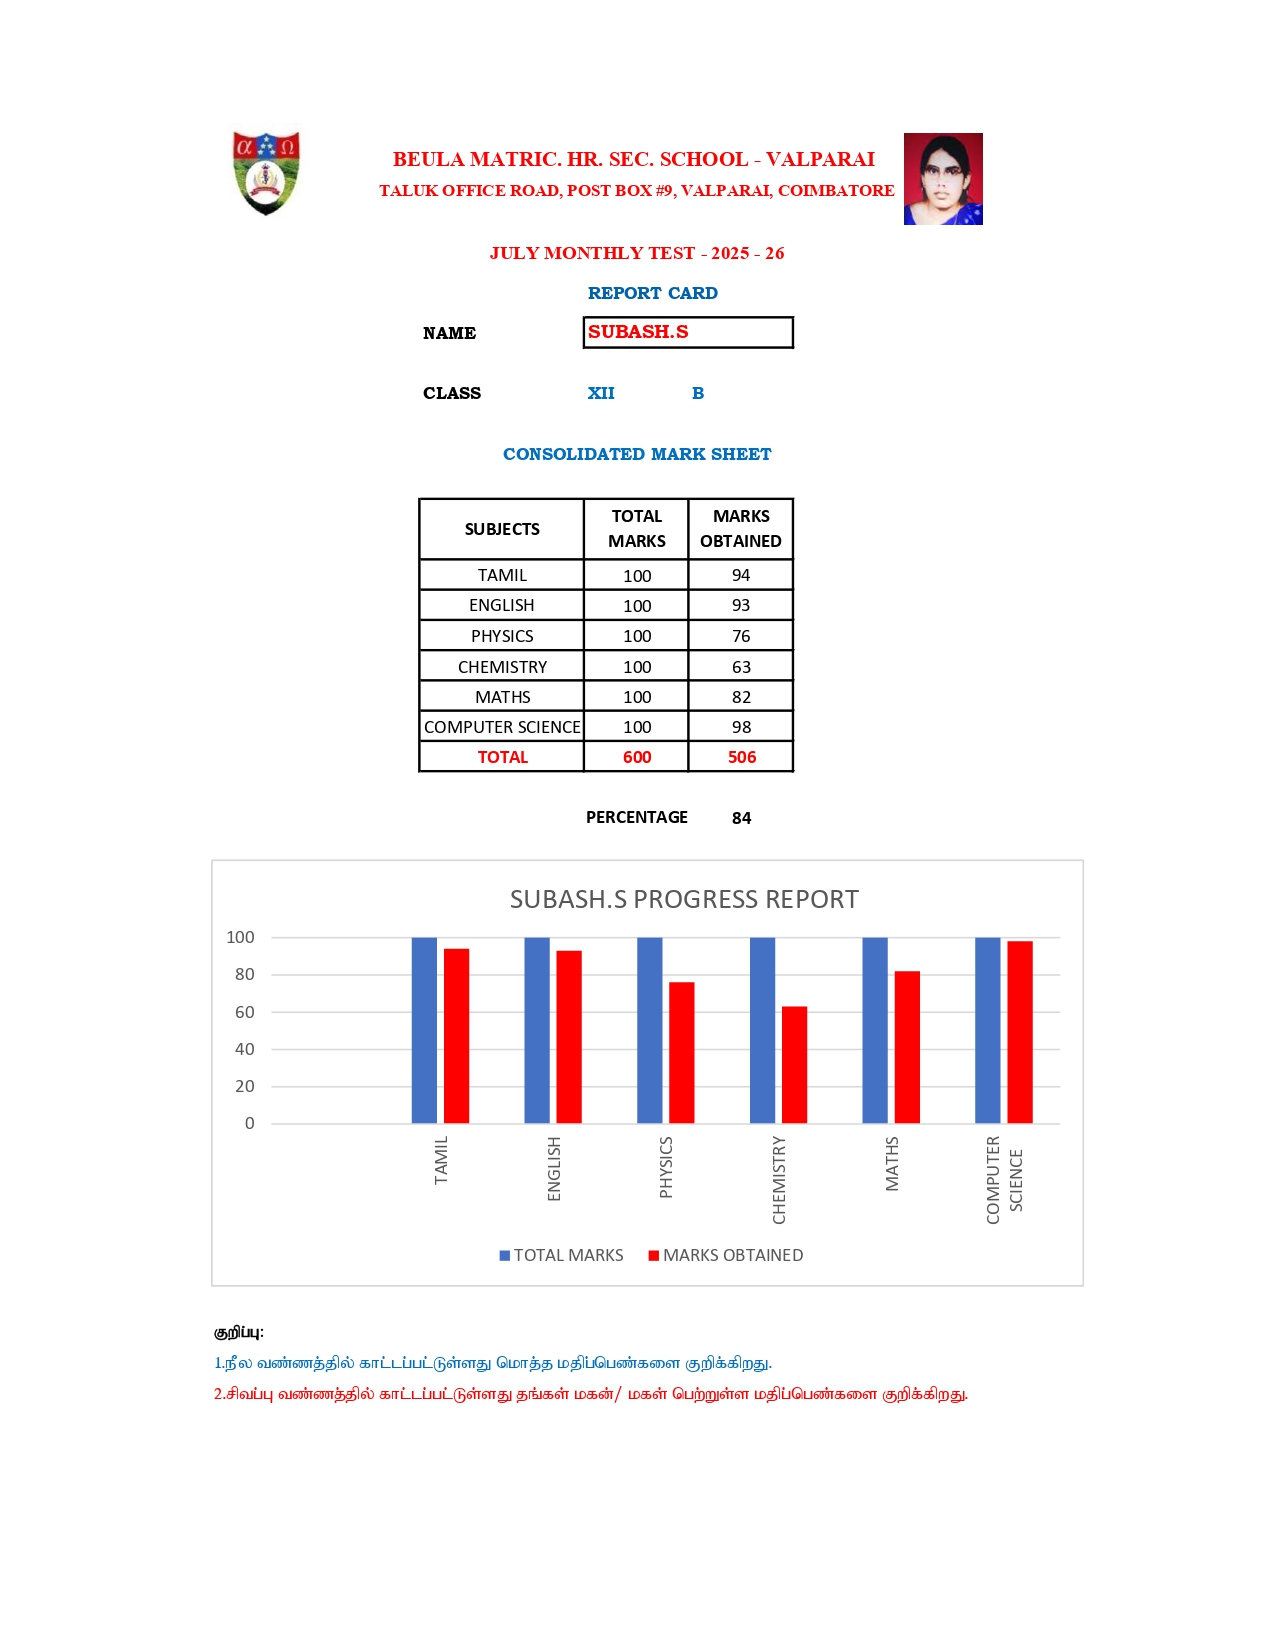 BEULA MATRIC. HR. SEC. SCHOOL - VALPARAI
TALUK OFFICE ROAD, POST BOX #9, VALPARAI, COIMBATORE
JULY MONTHLY TEST - 2025 - 26
REPORT CARD
NAME SUBASH.S
CLASS XII B
CONSOLIDATED MARK SHEET
SUBJECTS TOTAL MARKS MARKS OBTAINED
TAMIL 100 94
ENGLISH 100 93
PHYSICS 100 76
CHEMISTRY 100 63
MATHS 100 82
COMPUTER SCIENCE 100 98
TOTAL 600 506
PERCENTAGE 84
SUBASH.S PROGRESS REPORT
100
80
60
40
20
0
TAMIL
ENGLISH
PHYSICS
CHEMISTRY
MATHS
COMPUTER
SCIENCE
TOTAL MARKS MARKS OBTAINED
குறிப்பு:
1.நீல வண்ணத்தில் காட்டப்பட்டுள்ளது மொத்த மதிப்பெண்களை குறிக்கிறது.
2.சிவப்பு வண்ணத்தில் காட்டப்பட்டுள்ளது தங்கள் மகன்/ மகள் பெற்றுள்ள மதிப்பெண்களை குறிக்கிறது.